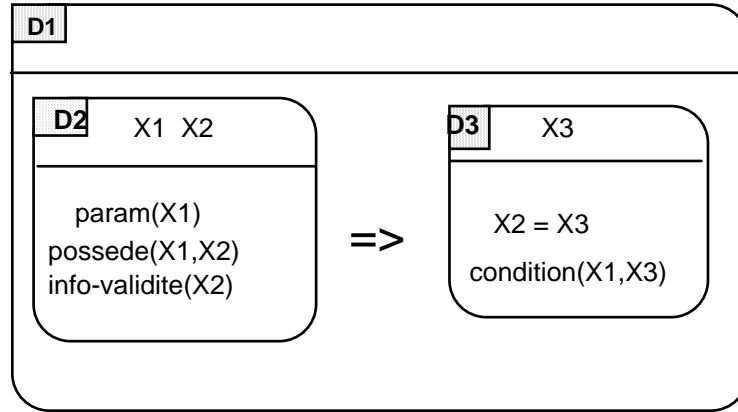 D1
D2 X1 X2
param(X1)
possede(X1,X2)
info-validite(X2)
=>
D3 X3
X2 = X3
condition(X1,X3)